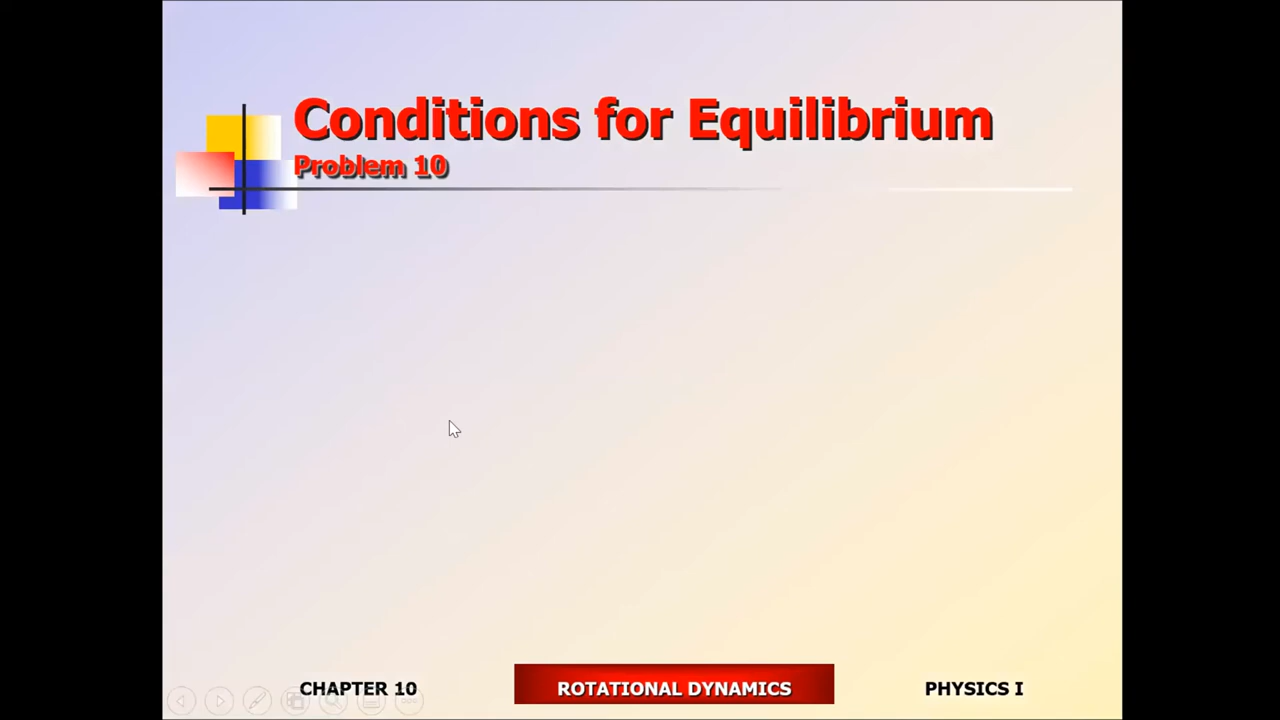 Conditions for Equilibrium
Problem 10
CHAPTER 10
ROTATIONAL DYNAMICS
PHYSICS I